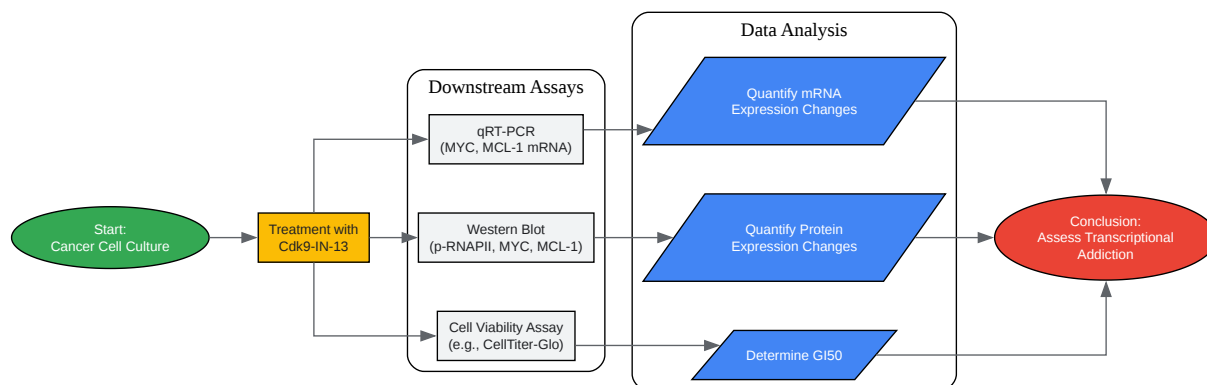 Data Analysis
Downstream Assays
Quantify mRNA
Expression Changes
qRT-PCR
(MYC, MCL-1 mRNA)
Start:
Cancer Cell Culture
Treatment with
Cdk9-IN-13
Western Blot
(p-RNAPII, MYC, MCL-1)
Quantify Protein
Expression Changes
Conclusion:
Assess Transcriptional
Addiction
Cell Viability Assay
(e.g., CellTiter-Glo)
Determine GI50